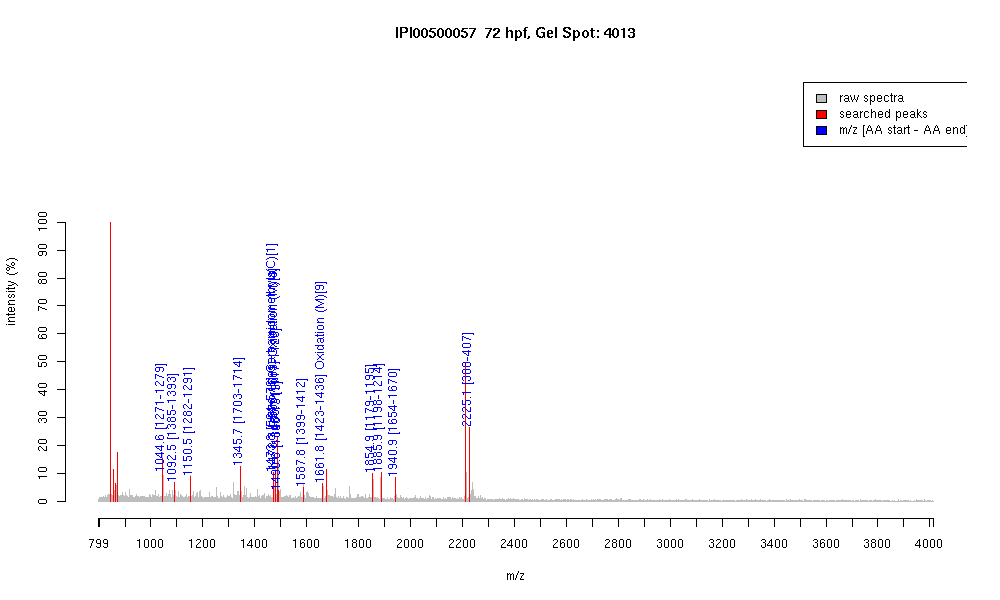 IPI00500057 72 hpf, Gel Spot: 4013
raw spectra
searched peaks
m/z [AA start - AA end]
intensity (%)
100
90
80
70
60
50
40
30
20
10
0
1044.6 [1271-1279]
1092.5 [1385-1393]
1150.5 [1282-1291]
1345.7 [1703-1714]
1587.8 [1399-1412]
1661.8 [1423-1436] Oxidation (M)[9]
1854.9 [1179-1195]
1885.9 [1198-1214]
1940.9 [1654-1670]
2225.1 [388-407]
799 1000 1200 1400 1600 1800 2000 2200 2400 2600 2800 3000 3200 3400 3600 3800 4000
m/z